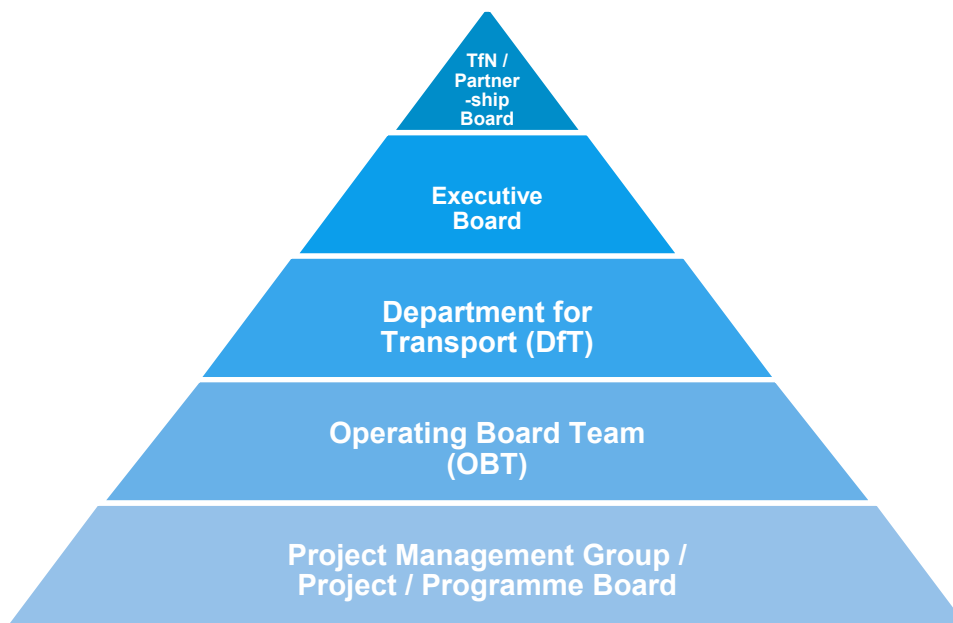 TfN /
Partner
-ship
Board
Executive
Board
Department for
Transport (DfT)
Operating Board Team
(OBT)
Project Management Group /
Project / Programme Board